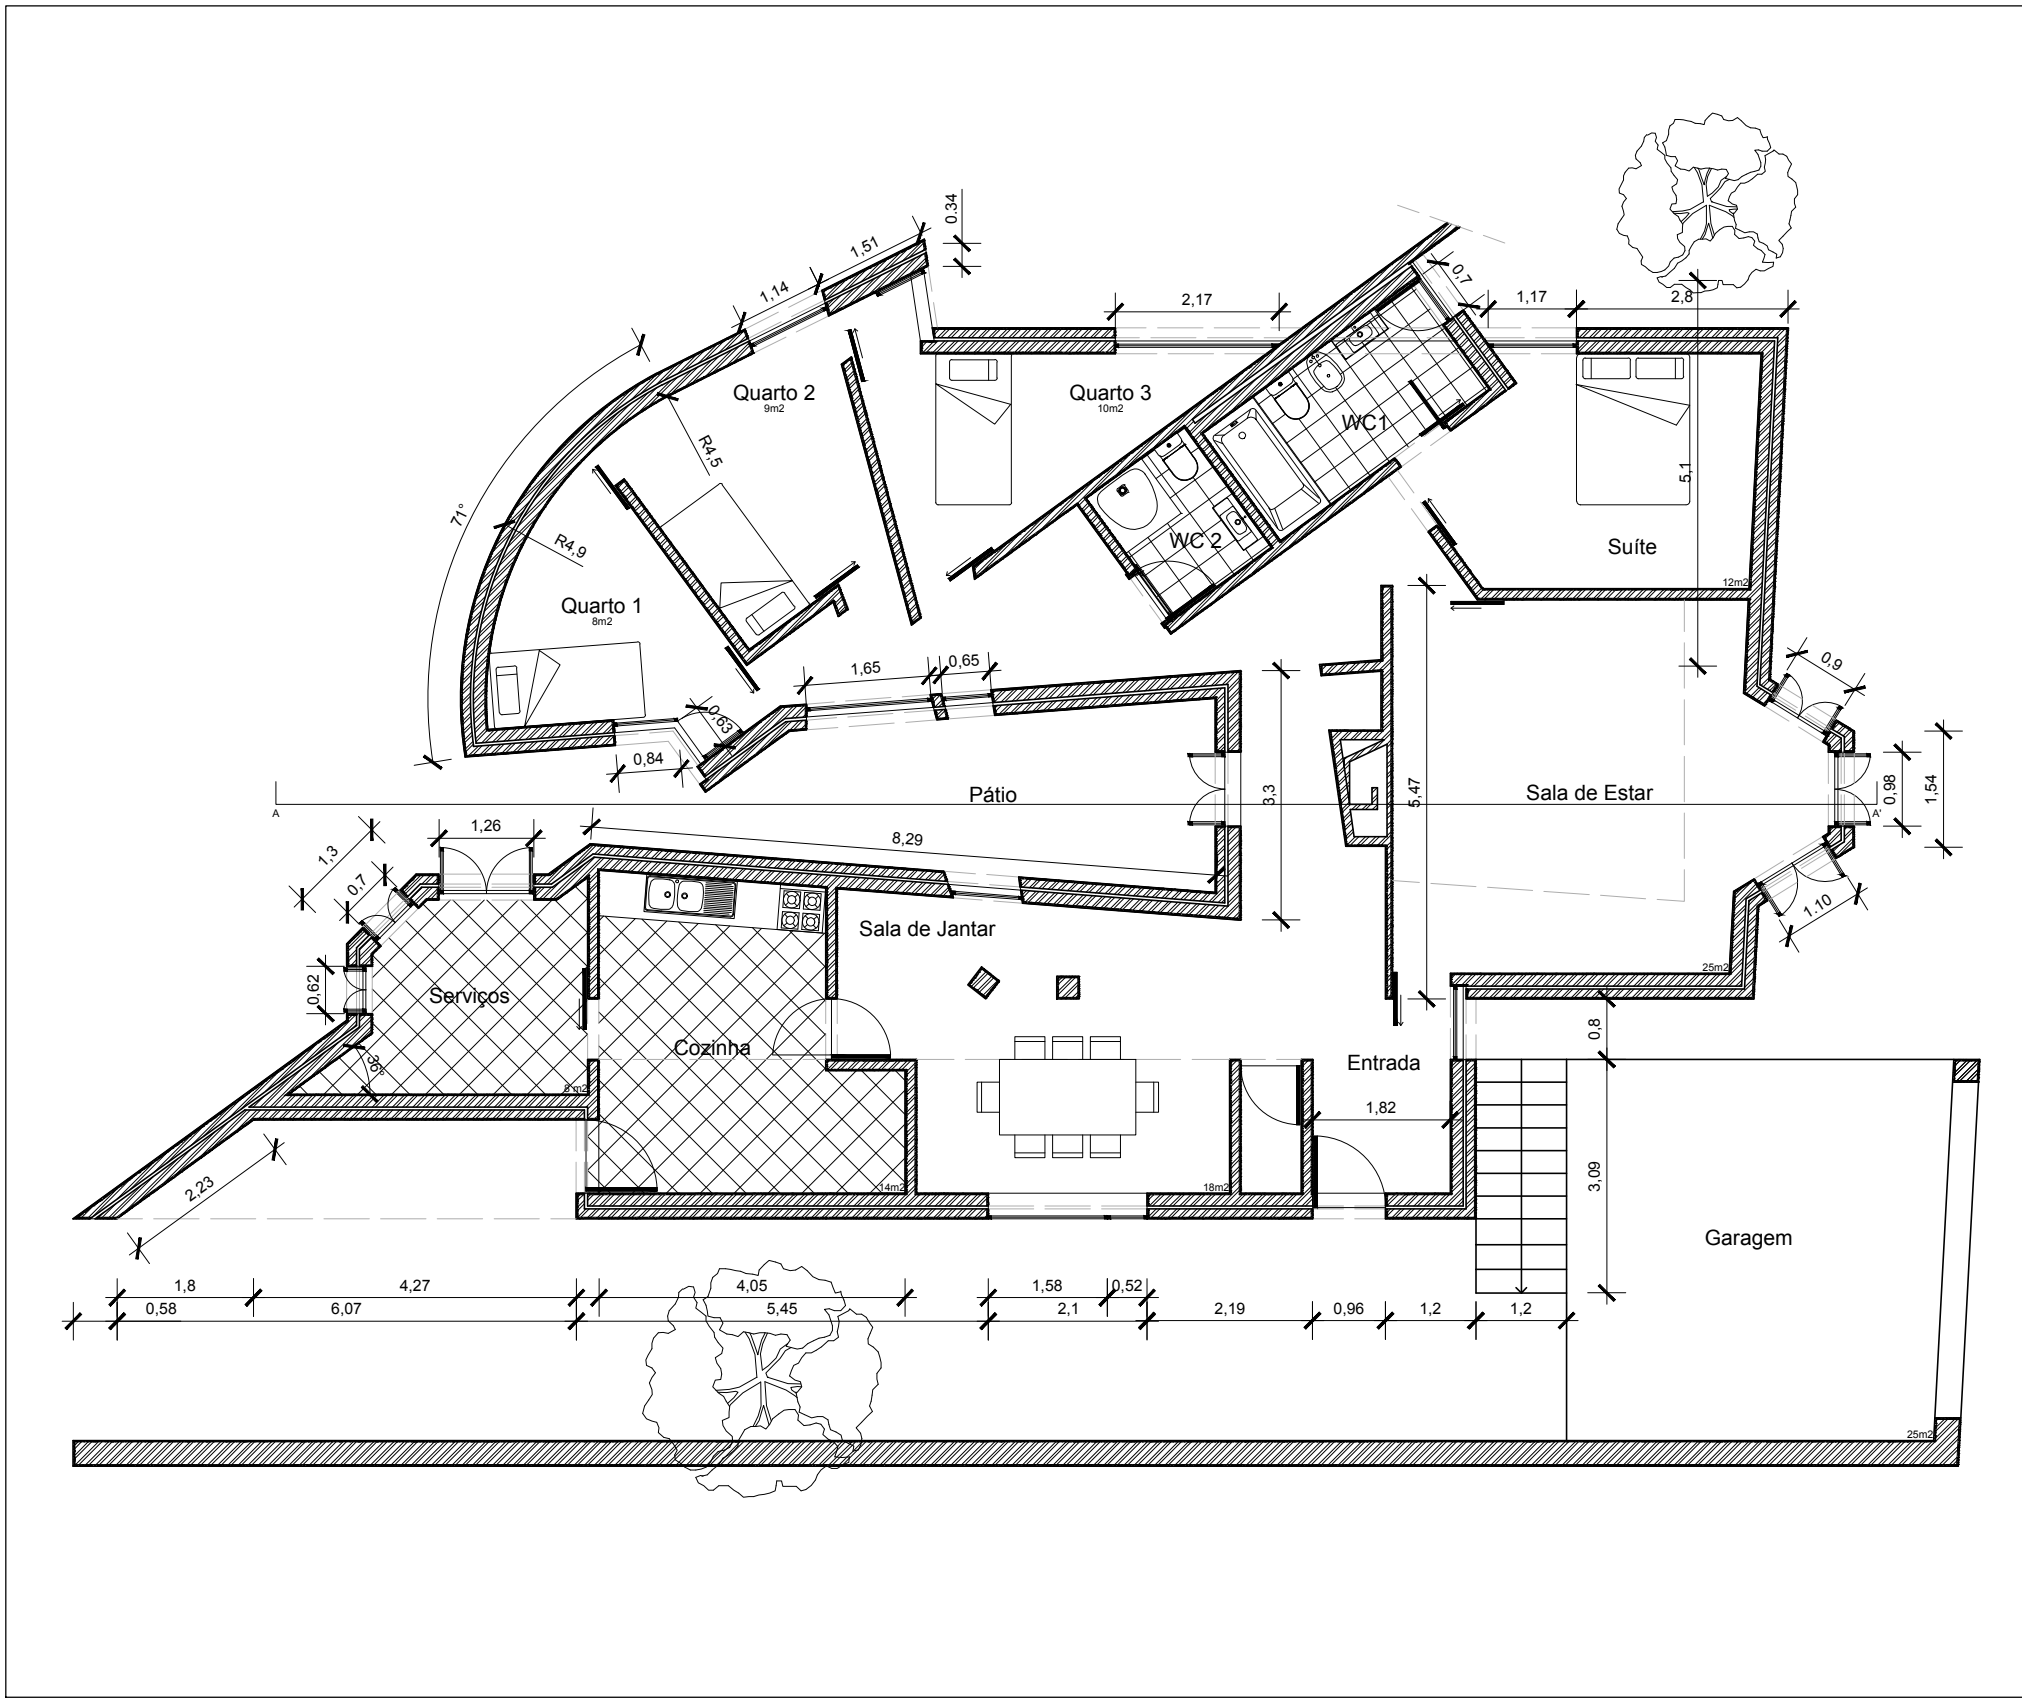 0.34
1,51
1,14
0,7
2,17
1,17
2,8
Quarto 2
9m2
Quarto 3
10m2
WC1
R4,5
5,1
71°
R4,9
WC 2
Suíte
12m2
Quarto 1
8m2
1,65
0,65
0,9
0,63
0,84
3,3
5,47
Pátio
Sala de Estar
0,98
1,54
A
A'
1,26
8,29
1,3
0,7
1.10
Sala de Jantar
25m2
0,62
Serviços
Cozinha
0,8
36°
Entrada
8 m2
1,82
14m2
18m2
2,23
3,09
Garagem
1,8
4,27
4,05
1,58
0,52
0,58
6,07
5,45
2,1
2,19
0,96
1,2
1,2
25m2